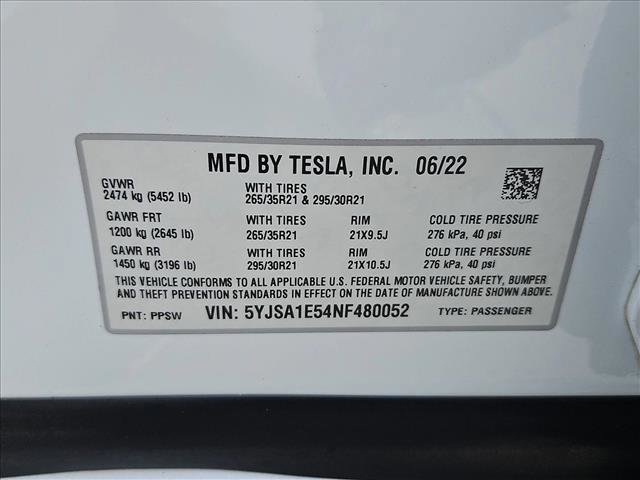 MFD BY TESLA, INC. 06/22
GVWR
2474 kg (5452 lb)
WITH TIRES
265/35R21 & 295/30R21
GAWR FRT WITH TIRES RIM COLD TIRE PRESSURE
1200 kg (2645 lb) 265/35R21 21X9.5J 276 kPa, 40 psi
GAWR RR WITH TIRES RIM COLD TIRE PRESSURE
1450 kg (3196 lb) 295/30R21 21X10.5J 276 kPa, 40 psi
THIS VEHICLE CONFORMS TO ALL APPLICABLE U.S. FEDERAL MOTOR VEHICLE SAFETY, BUMPER
AND THEFT PREVENTION STANDARDS IN EFFECT ON THE DATE OF MANUFACTURE SHOWN ABOVE.
PNT: PPSW VIN: 5YJSA1E54NF480052 TYPE: PASSENGER